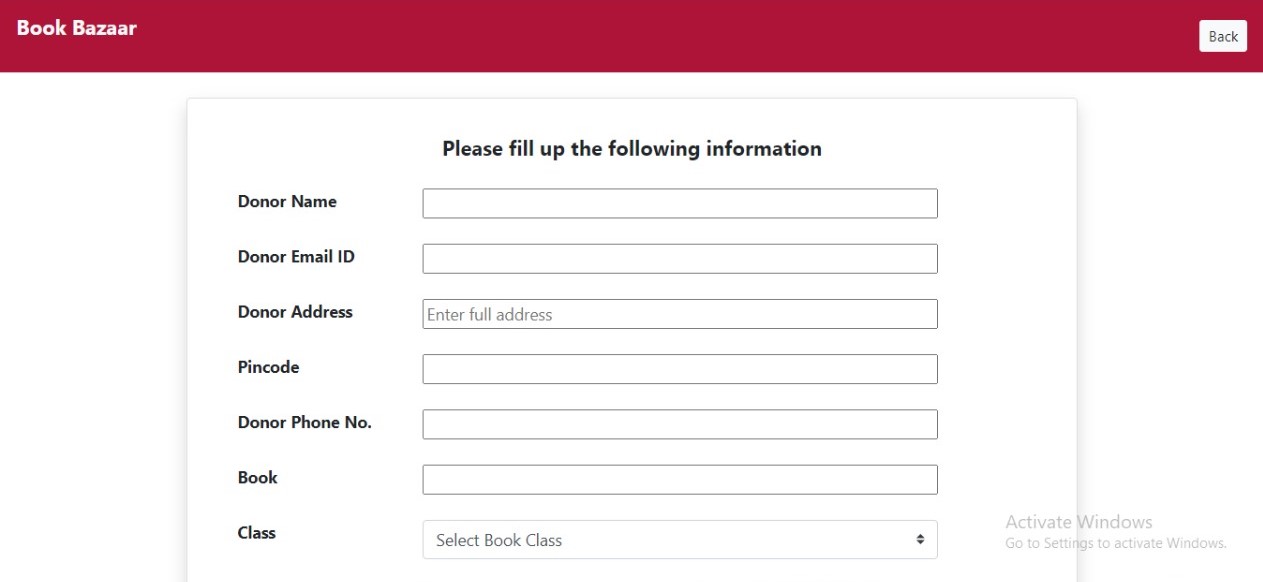 Book Bazaar
Back
Please fill up the following information
Donor Name
Donor Email ID
Donor Address
Enter full address
Pincode
Donor Phone No.
Book
Class
Select Book Class
Activate Windows
Go to Settings to activate Windows.